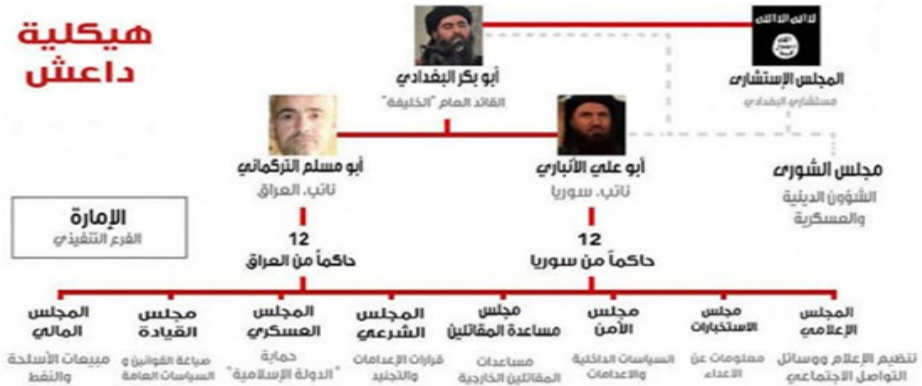 هيكلية
داعش
أبو بكر البغدادي
القائد العام "الخليفة"
المجلس الإستشاري
مستشاري البغدادي
أبو مسلم التركماني
نائب، العراق
أبو علي الأنباري
نائب، سوريا
مجلس الشورى
الشؤون الدينية
والعسكرية
الإمارة
الفرع التنفيذي
12
حاكماً من سوريا
12
حاكماً من العراق
المجلس
الإعلامي
تنظيم الإعلام ووسائل
التواصل الاجتماعي
مجلس
الاستخبارات
معلومات عن
الاعداء
مجلس
الأمن
السياسات الداخلية
والاعدامات
مجلس
مساعدة المقاتلين
مساعدات
المقاتلين الخارجية
المجلس
الشرعي
قرارات الإعدامات
والتجنيد
المجلس
العسكري
حماية
"الدولة الإسلامية"
مجلس
القيادة
صياغة القوانين و
السياسات العامة
المجلس
المالي
مبيعات الأسلحة
والنفط